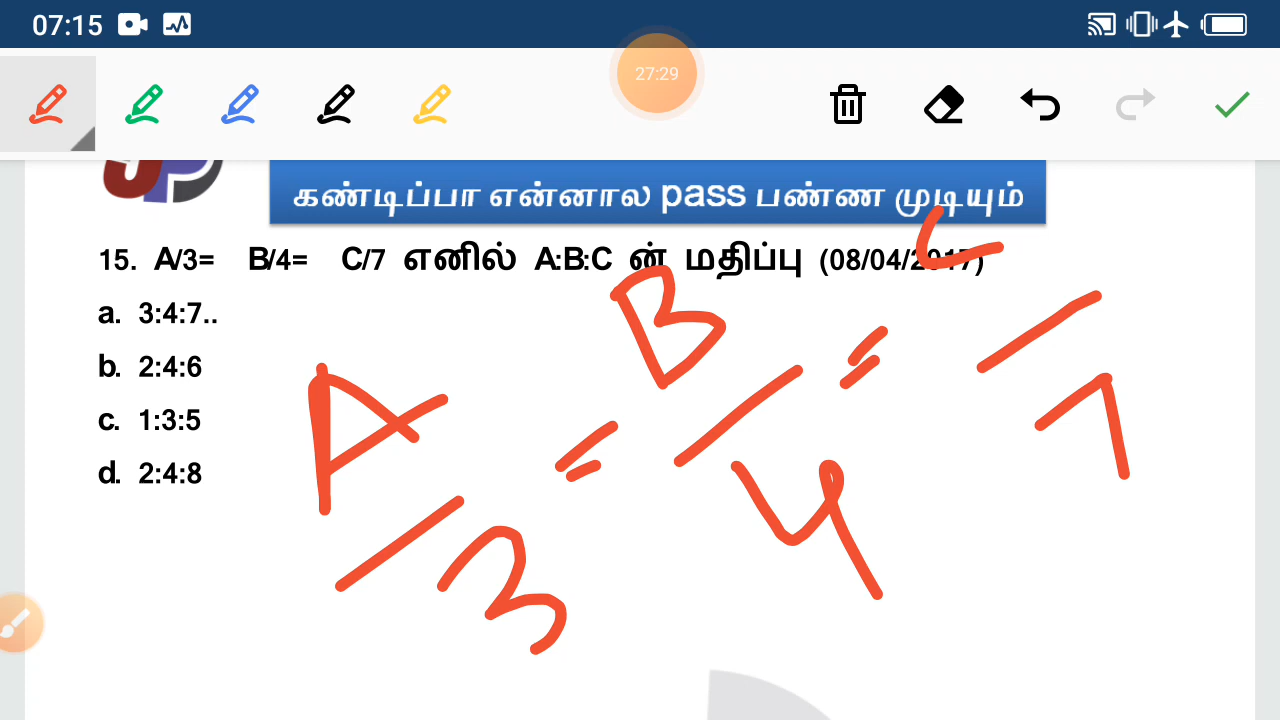 07:15
27:29
கண்டிப்பா என்னால pass பண்ண முடியும்
15. A/3= B/4= C/7 எனில் A:B:C ன் மதிப்பு (08/04/2017)
a. 3:4:7..
b. 2:4:6
c. 1:3:5
d. 2:4:8
A/3 = B/4 = C/7